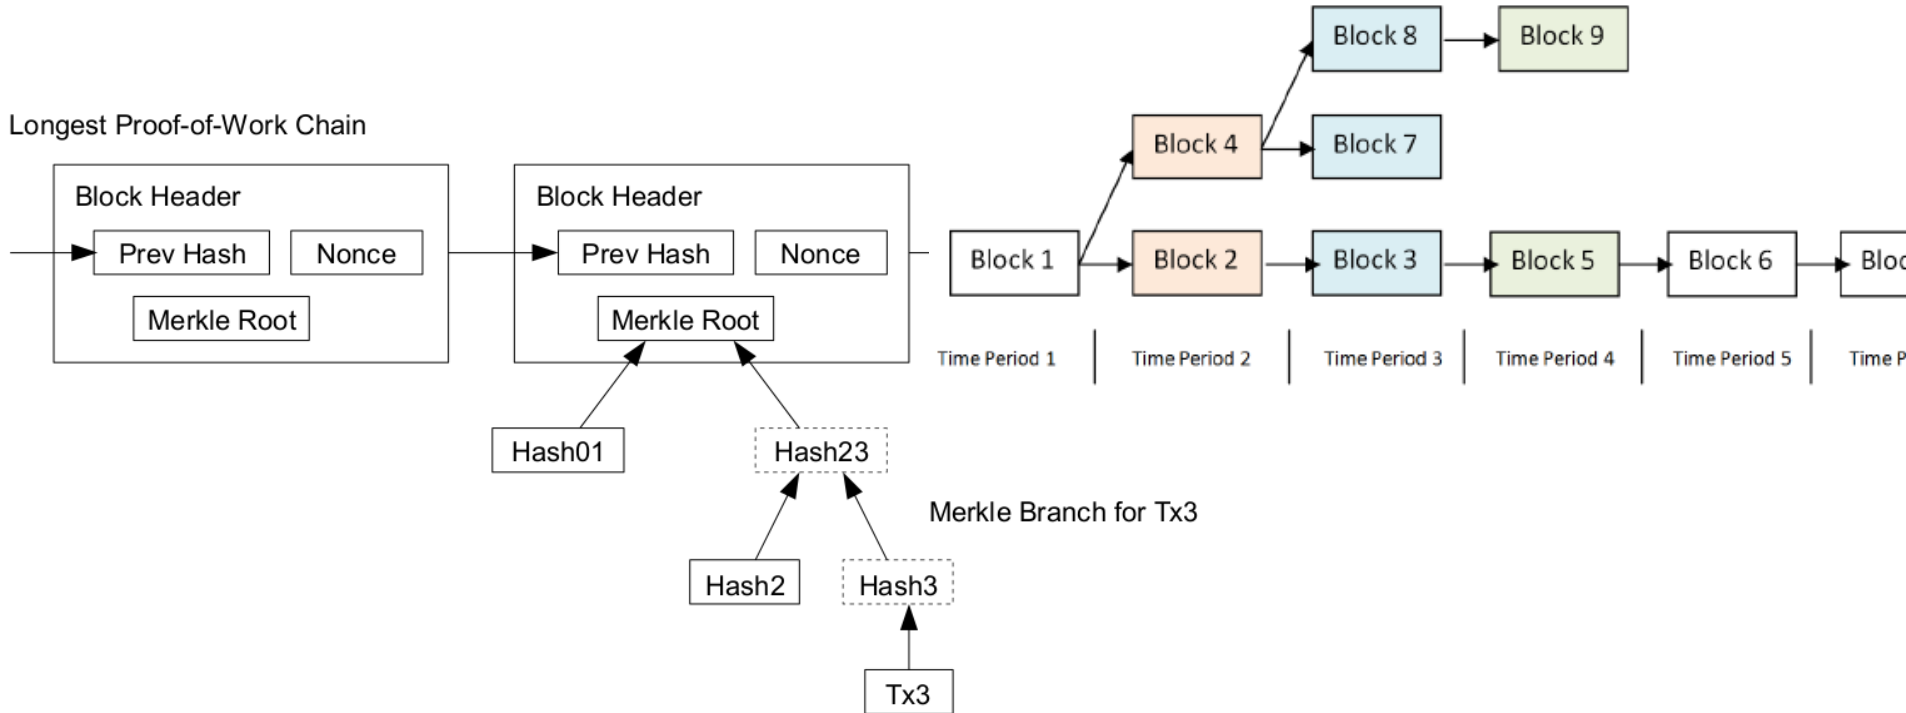 Longest Proof-of-Work Chain
Block Header
Prev Hash
Nonce
Merkle Root
Block Header
Prev Hash
Nonce
Merkle Root
Hash01
Hash23
Hash2
Hash3
Merkle Branch for Tx3
Tx3
Block 8
Block 9
Block 4
Block 7
Block 1
Block 2
Block 3
Block 5
Block 6
Time Period 1
Time Period 2
Time Period 3
Time Period 4
Time Period 5
Time P